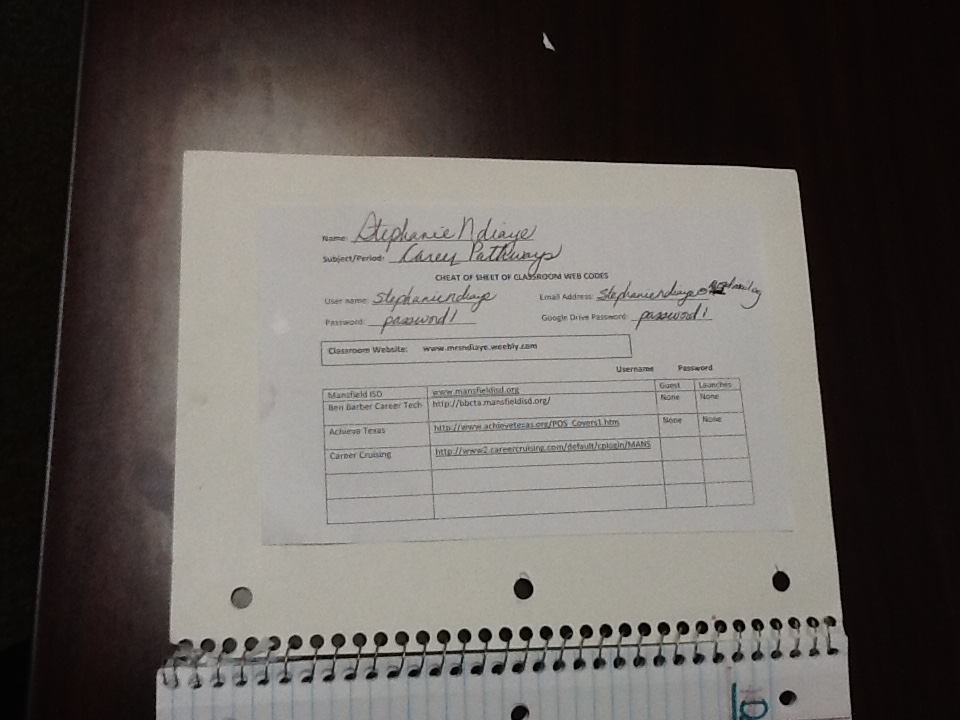 Name: Stephanie Ndiaye
Subject/Period: Career Pathways
CHEAT OF SHEET OF CLASSROOM WEB CODES
User name: stephaniendiaye Email Address: stephaniendiaye@
Password: password1 Google Drive Password: password1
Classroom Website: www.mrsndiaye.weebly.com
Username Password
Mansfield ISD www.mansfieldisd.org Guest Launches
Ben Barber Career Tech http://bbcta.mansfieldisd.org/ None None
Achieve Texas http://www.achievetexas.org/POS_Covers1.htm None None
Career Cruising http://www2.careercruising.com/default/cplogin/MANS